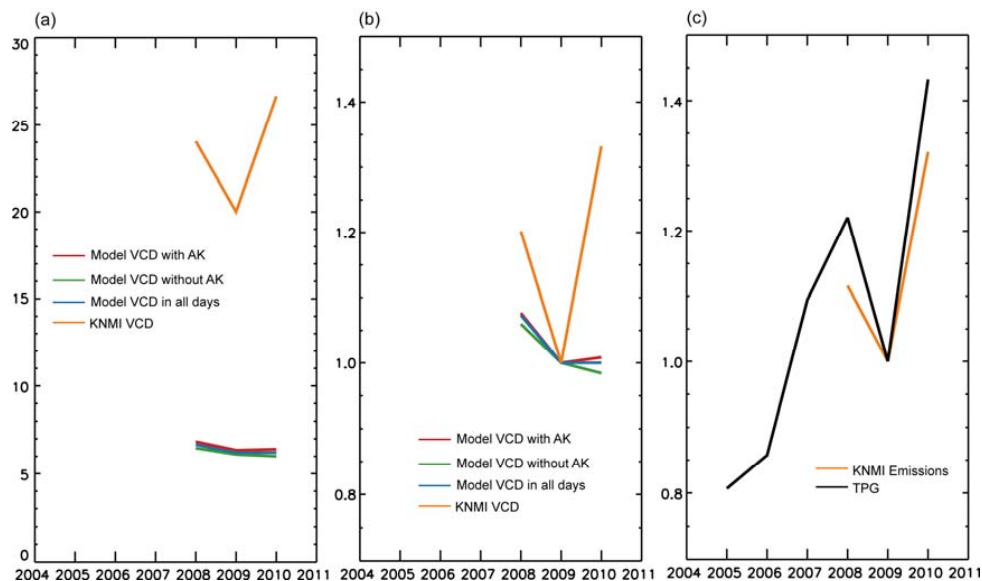 (a)
30
25
20
15
10
5
0
Model VCD with AK
Model VCD without AK
Model VCD in all days
KNMI VCD
2004 2005 2006 2007 2008 2009 2010 2011
(b)
1.4
1.2
1.0
0.8
Model VCD with AK
Model VCD without AK
Model VCD in all days
KNMI VCD
2004 2005 2006 2007 2008 2009 2010 2011
(c)
1.4
1.2
1.0
0.8
KNMI Emissions
TPG
2004 2005 2006 2007 2008 2009 2010 2011